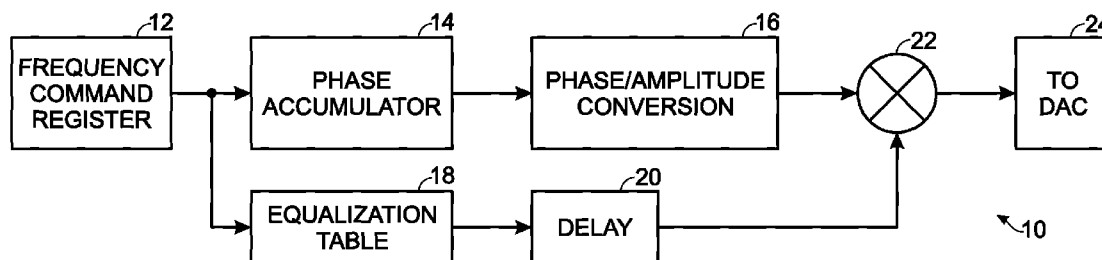 12
FREQUENCY
COMMAND
REGISTER
14
PHASE
ACCUMULATOR
16
PHASE/AMPLITUDE
CONVERSION
22
24
TO
DAC
18
EQUALIZATION
TABLE
20
DELAY
10